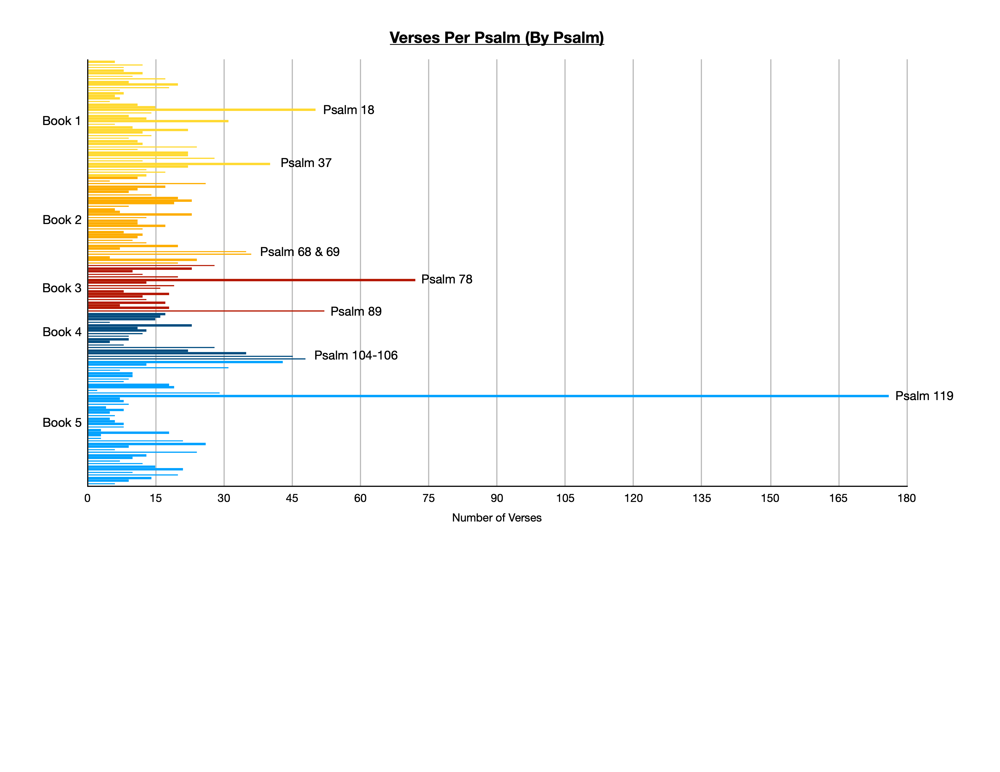 Verses Per Psalm (By Psalm)
Psalm 18
Book 1
Psalm 37
Book 2
Psalm 68 & 69
Psalm 78
Book 3
Psalm 89
Book 4
Psalm 104-106
Psalm 119
Book 5
0 15 30 45 60 75 90 105 120 135 150 165 180
Number of Verses